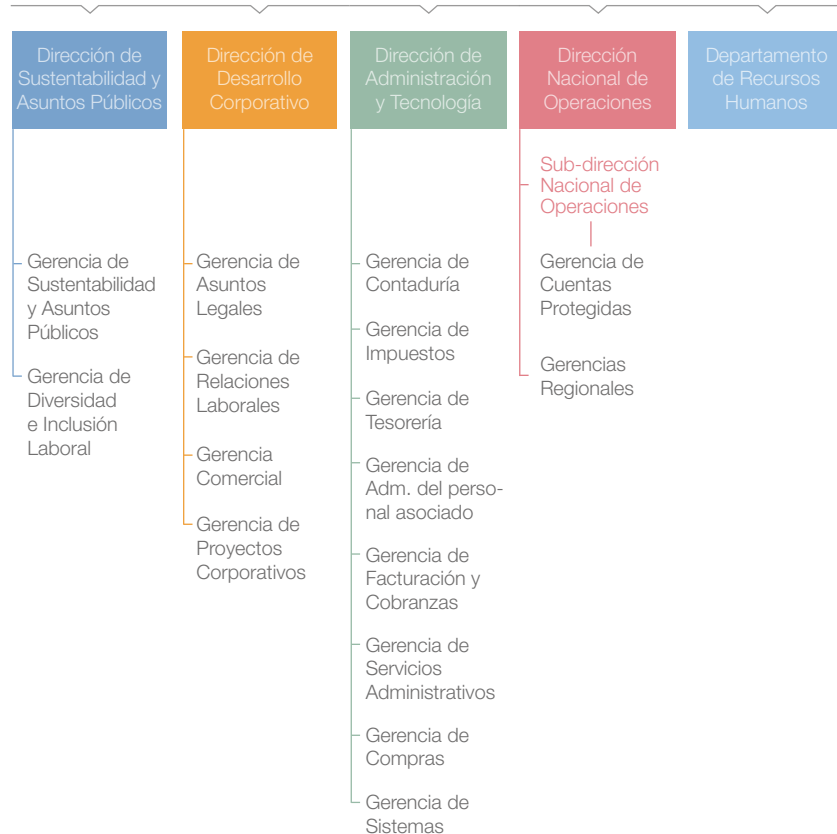 Dirección de
Sustentabilidad y
Asuntos Públicos
Dirección de
Desarrollo
Corporativo
Dirección de
Administración
y Tecnología
Dirección
Nacional de
Operaciones
Departamento
de Recursos
Humanos
Gerencia de
Sustentabilidad
y Asuntos
Públicos
Gerencia de
Diversidad
e Inclusión
Laboral
Gerencia de
Asuntos
Legales
Gerencia de
Relaciones
Laborales
Gerencia
Comercial
Gerencia de
Proyectos
Corporativos
Gerencia de
Contaduría
Gerencia de
Impuestos
Gerencia de
Tesorería
Gerencia de
Adm. del perso-
nal asociado
Gerencia de
Facturación y
Cobranzas
Gerencia de
Servicios
Administrativos
Gerencia de
Compras
Gerencia de
Sistemas
Sub-dirección
Nacional de
Operaciones
Gerencia de
Cuentas
Protegidas
Gerencias
Regionales